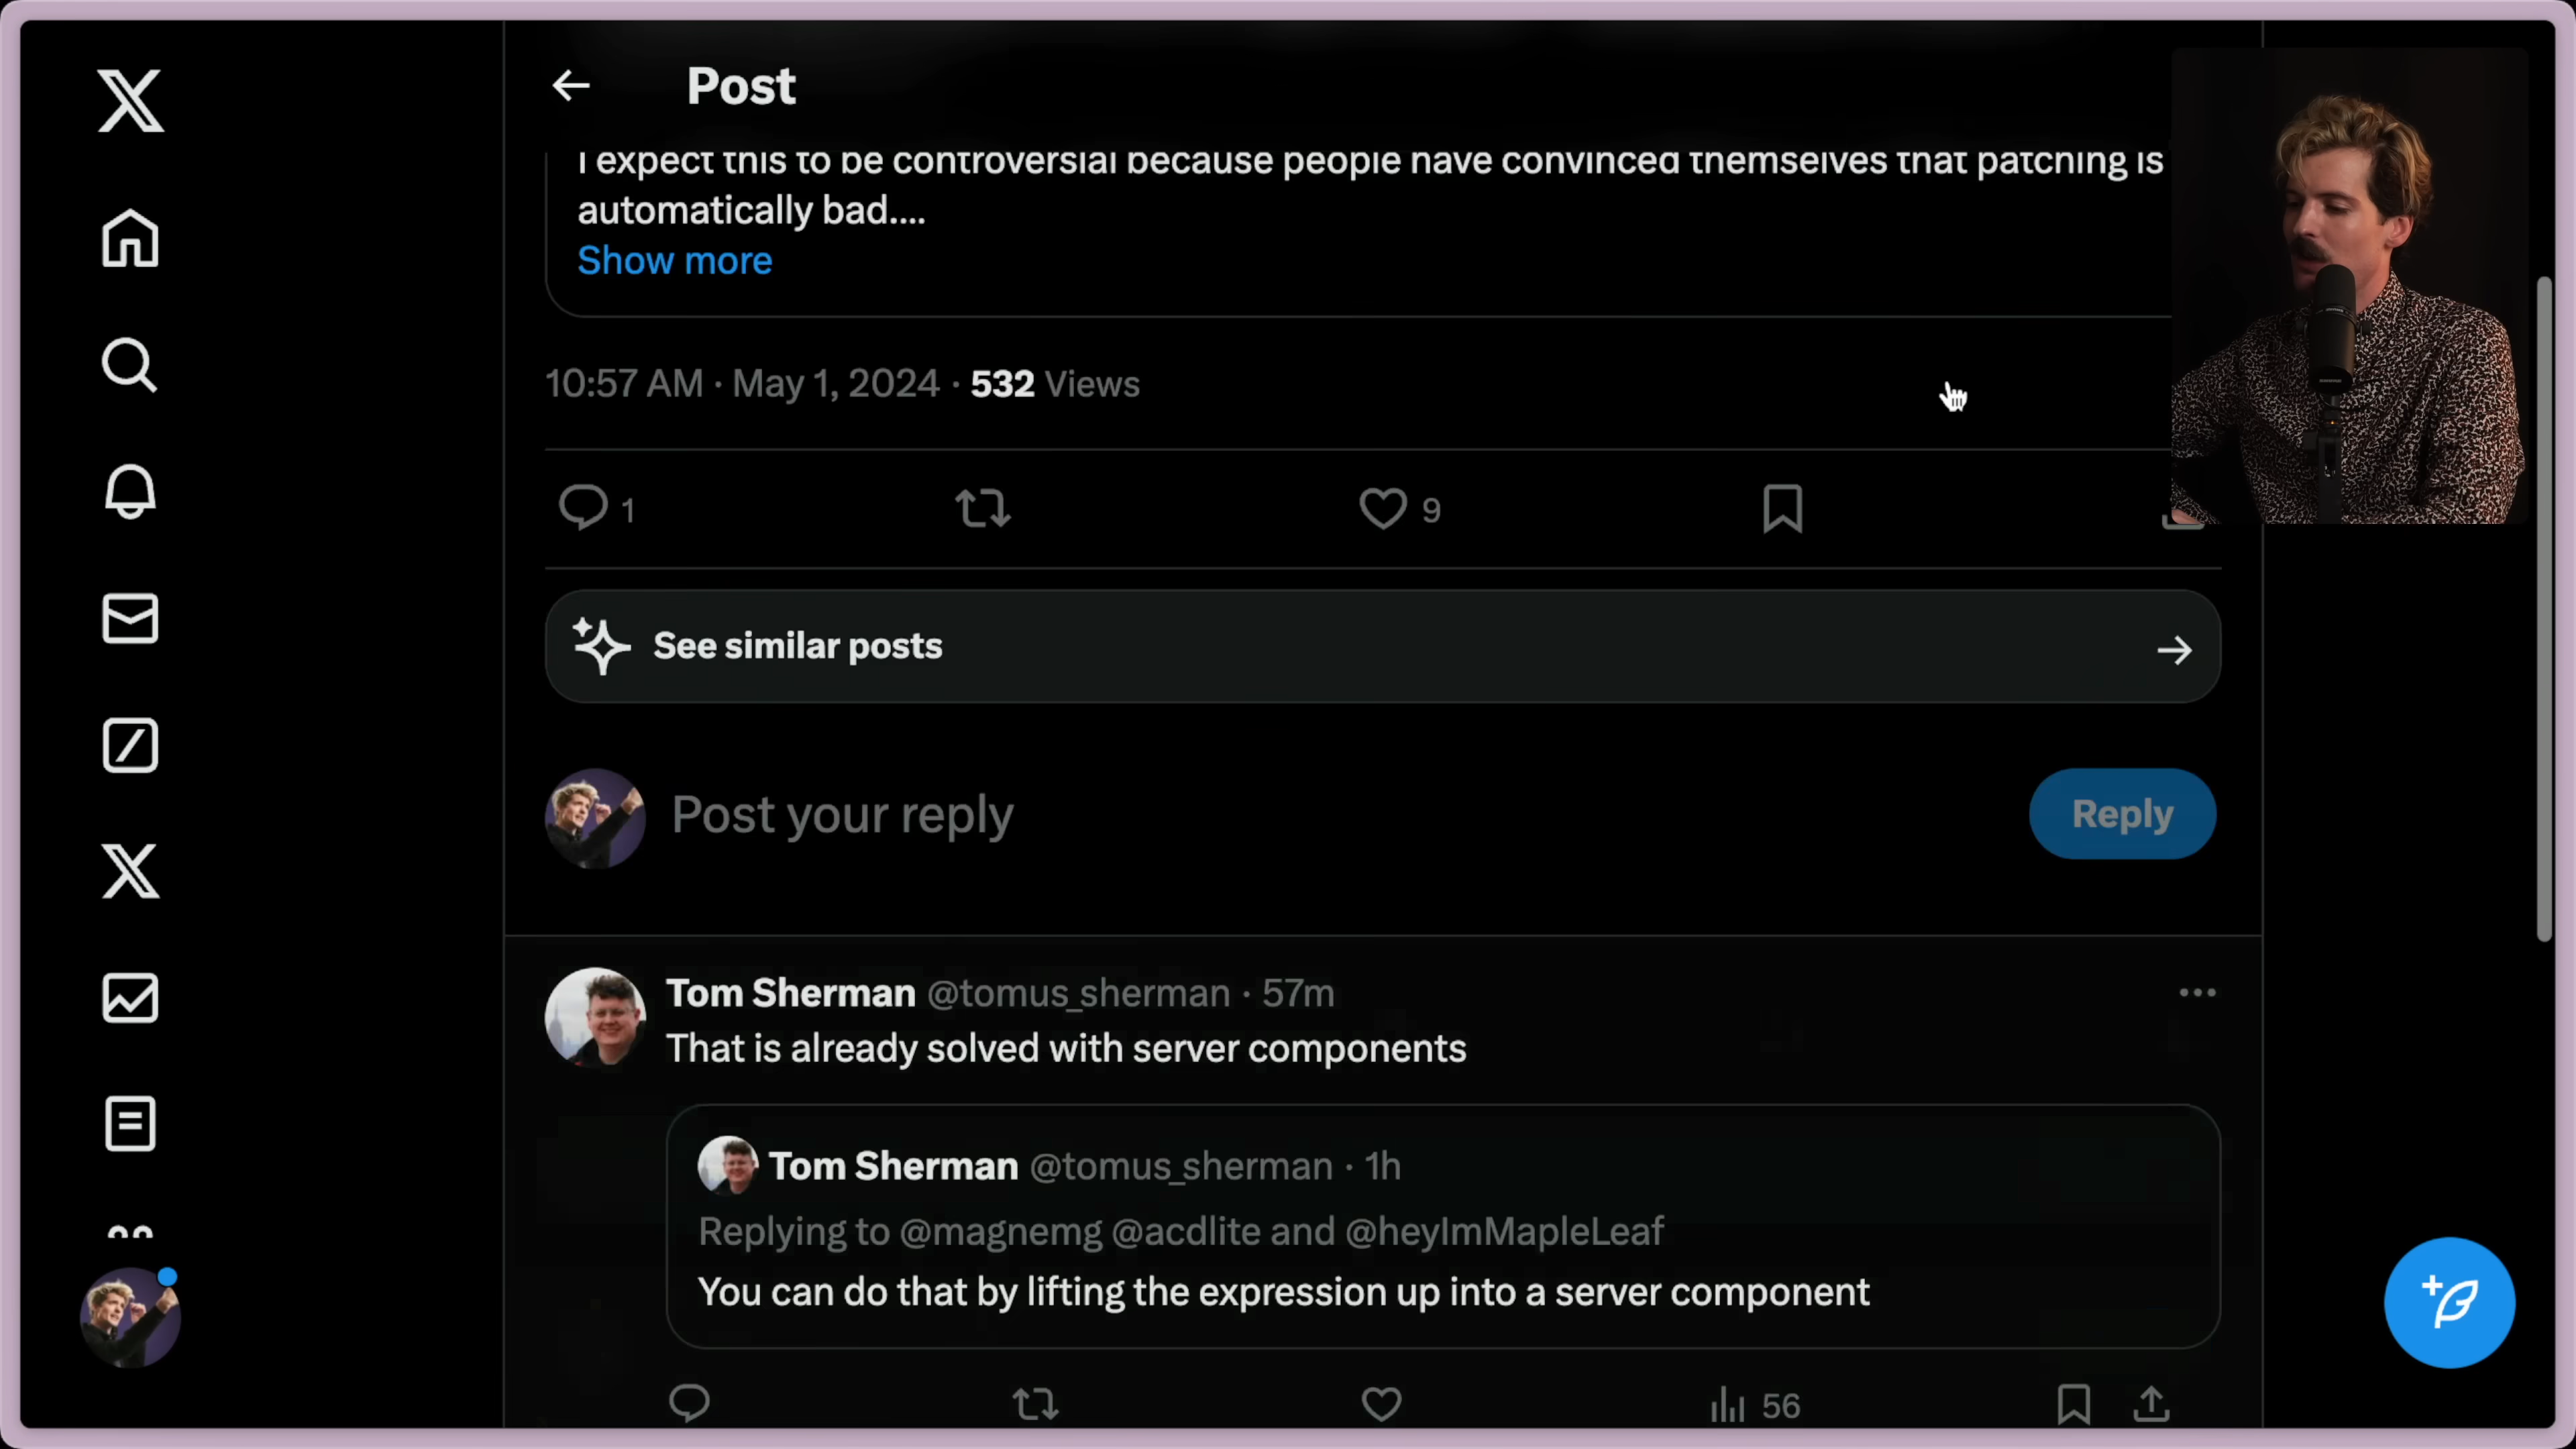 Post
I expect this to be controversial because people have convinced themselves that patching is
automatically bad....
Show more
10:57 AM · May 1, 2024 · 532 Views
1
9
See similar posts
Post your reply
Reply
Tom Sherman @tomus_sherman · 57m
That is already solved with server components
Tom Sherman @tomus_sherman · 1h
Replying to @magnemg @acdlite and @heyImMapleLeaf
You can do that by lifting the expression up into a server component
56